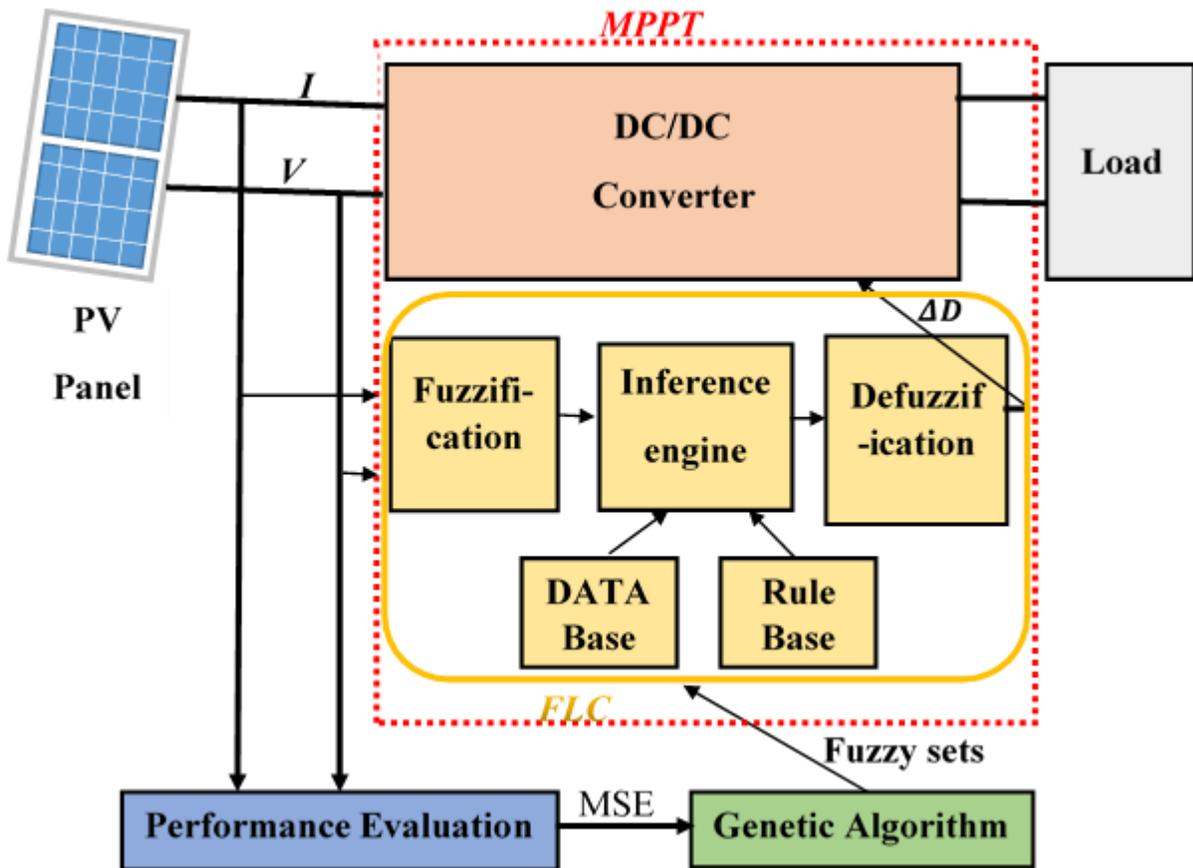 MPPT
I
DC/DC
Converter
Load
V
PV
Panel
ΔD
Fuzzifi-
cation
Inference
engine
Defuzzif
-ication
DATA
Base
Rule
Base
FLC
Fuzzy sets
Performance Evaluation
MSE
Genetic Algorithm